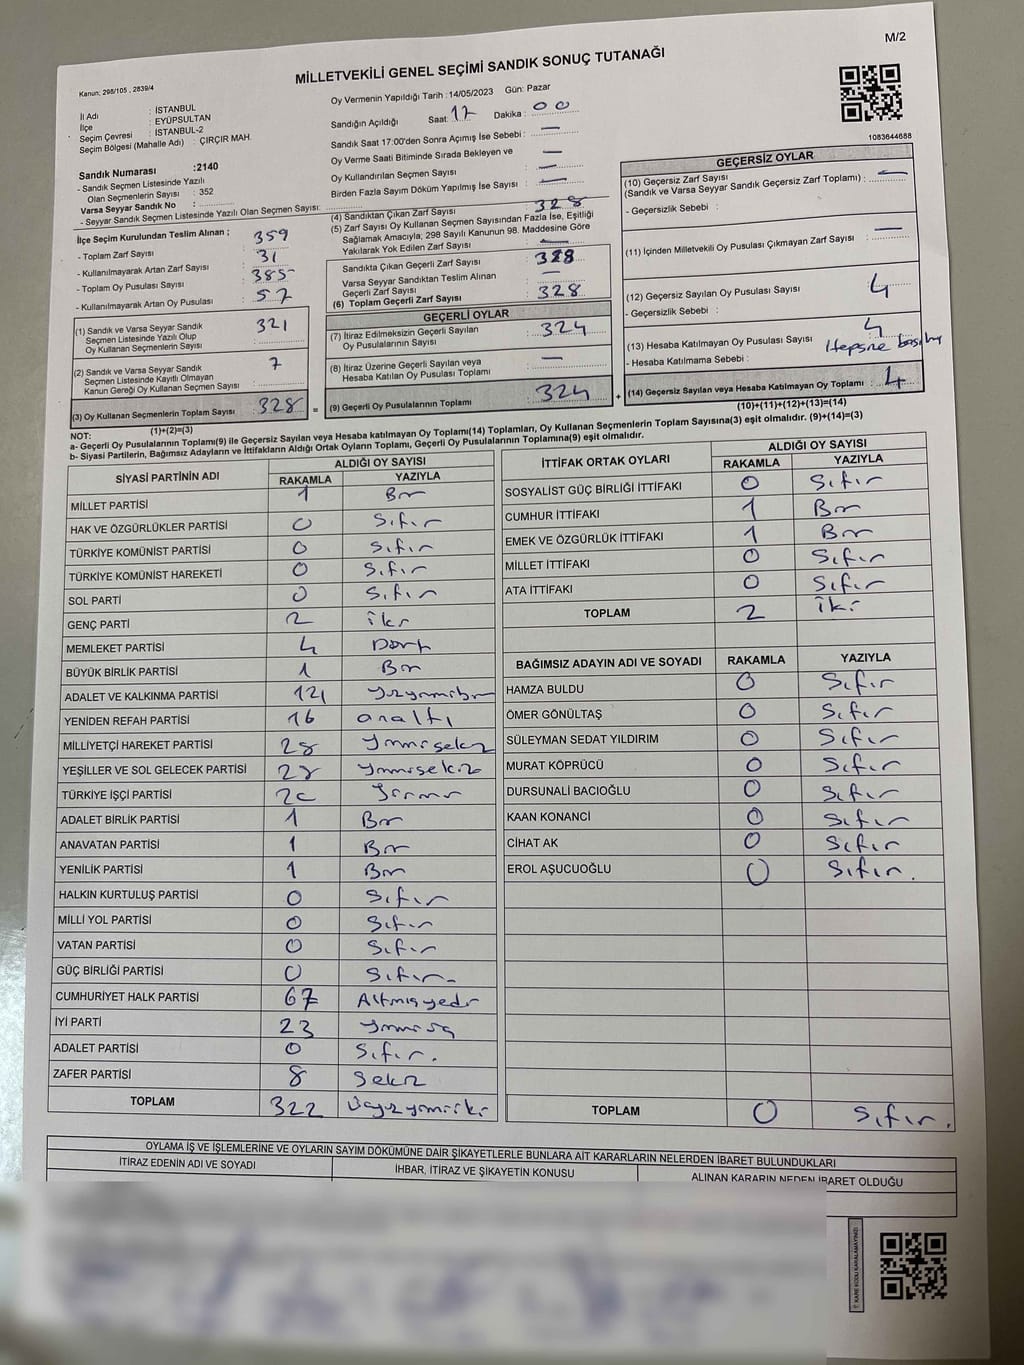 M/2
MİLLETVEKİLİ GENEL SEÇİMİ SANDIK SONUÇ TUTANAĞI
Kanun: 298/105 , 2839/4
İl Adı : İSTANBUL
İlçe : EYÜPSULTAN
Seçim Çevresi : İSTANBUL-2
Seçim Bölgesi (Mahalle Adı) : ÇIRÇIR MAH.
Sandık Numarası : 2140
- Sandık Seçmen Listesinde Yazılı
Olan Seçmenlerin Sayısı : 352
Varsa Seyyar Sandık No :
- Seyyar Sandık Seçmen Listesinde Yazılı Olan Seçmen Sayısı:
Oy Vermenin Yapıldığı Tarih :14/05/2023 Gün: Pazar
Sandığın Açıldığı Saat: 17 Dakika : 00
Sandık Saat 17:00'den Sonra Açımış İse Sebebi : —
Oy Verme Saati Bitiminde Sırada Bekleyen ve
Oy Kullandırılan Seçmen Sayısı : —
Birden Fazla Sayım Döküm Yapılmış İse Sayısı : —
1083644688
İlçe Seçim Kurulundan Teslim Alınan ;
- Toplam Zarf Sayısı : 359
- Kullanılmayarak Artan Zarf Sayısı : 31
- Toplam Oy Pusulası Sayısı : 385
- Kullanılmayarak Artan Oy Pusulası : 57
(1) Sandık ve Varsa Seyyar Sandık
Seçmen Listesinde Yazılı Olup
Oy Kullanan Seçmenlerin Sayısı : 321
(2) Sandık ve Varsa Seyyar Sandık
Seçmen Listesinde Kayıtlı Olmayan
Kanun Gereği Oy Kullanan Seçmen Sayısı : 7
(3) Oy Kullanan Seçmenlerin Toplam Sayısı : 328
(1)+(2)=(3)
(4) Sandıktan Çıkan Zarf Sayısı : 328
(5) Zarf Sayısı Oy Kullanan Seçmen Sayısından Fazla İse, Eşitliği
Sağlamak Amacıyla, 298 Sayılı Kanunun 98. Maddesine Göre
Yakılarak Yok Edilen Zarf Sayısı : —
Sandıkta Çıkan Geçerli Zarf Sayısı : 328
Varsa Seyyar Sandıktan Teslim Alınan
Geçerli Zarf Sayısı : —
(6) Toplam Geçerli Zarf Sayısı : 328
GEÇERLİ OYLAR
(7) İtiraz Edilmeksizin Geçerli Sayılan
Oy Pusulalarının Sayısı : 324
(8) İtiraz Üzerine Geçerli Sayılan veya
Hesaba Katılan Oy Pusulası Toplamı : —
= (9) Geçerli Oy Pusulalarının Toplamı : 324 +
GEÇERSİZ OYLAR
(10) Geçersiz Zarf Sayısı
(Sandık ve Varsa Seyyar Sandık Geçersiz Zarf Toplamı) : —
- Geçersizlik Sebebi :
(11) İçinden Milletvekili Oy Pusulası Çıkmayan Zarf Sayısı : —
(12) Geçersiz Sayılan Oy Pusulası Sayısı : 4
- Geçersizlik Sebebi :
(13) Hesaba Katılmayan Oy Pusulası Sayısı : 4
- Hesaba Katılmama Sebebi : Hepsine
(14) Geçersiz Sayılan veya Hesaba Katılmayan Oy Toplamı : 4
(10)+(11)+(12)+(13)=(14)
NOT:
a- Geçerli Oy Pusulalarının Toplamı(9) ile Geçersiz Sayılan veya Hesaba katılmayan Oy Toplamı(14) Toplamları, Oy Kullanan Seçmenlerin Toplam Sayısına(3) eşit olmalıdır. (9)+(14)=(3)
b- Siyasi Partilerin, Bağımsız Adayların ve İttifakların Aldığı Ortak Oyların Toplamı, Geçerli Oy Pusulalarının Toplamına(9) eşit olmalıdır.
SİYASİ PARTİNİN ADI ALDIĞI OY SAYISI
RAKAMLA YAZIYLA
MİLLET PARTİSİ 1 Bir
HAK VE ÖZGÜRLÜKLER PARTİSİ 0 Sıfır
TÜRKİYE KOMÜNİST PARTİSİ 0 Sıfır
TÜRKİYE KOMÜNİST HAREKETİ 0 Sıfır
SOL PARTİ 0 Sıfır
GENÇ PARTİ 2 iki
MEMLEKET PARTİSİ 4 Dört
BÜYÜK BİRLİK PARTİSİ 1 Bir
ADALET VE KALKINMA PARTİSİ 121 Yüzyirmibir
YENİDEN REFAH PARTİSİ 16 onaltı
MİLLİYETÇİ HAREKET PARTİSİ 28 Yirmisekiz
YEŞİLLER VE SOL GELECEK PARTİSİ 28 Yirmisekiz
TÜRKİYE İŞÇİ PARTİSİ 20 Yirmi
ADALET BİRLİK PARTİSİ 1 Bir
ANAVATAN PARTİSİ 1 Bir
YENİLİK PARTİSİ 1 Bir
HALKIN KURTULUŞ PARTİSİ 0 Sıfır
MİLLİ YOL PARTİSİ 0 Sıfır
VATAN PARTİSİ 0 Sıfır
GÜÇ BİRLİĞİ PARTİSİ 0 Sıfır
CUMHURİYET HALK PARTİSİ 67 Altmışyedi
İYİ PARTİ 23 Yirmiüç
ADALET PARTİSİ 0 Sıfır.
ZAFER PARTİSİ 8 Sekiz
TOPLAM 322 Üçyüzyirmiiki
İTTİFAK ORTAK OYLARI ALDIĞI OY SAYISI
RAKAMLA YAZIYLA
SOSYALİST GÜÇ BİRLİĞİ İTTİFAKI 0 Sıfır
CUMHUR İTTİFAKI 1 Bir
EMEK VE ÖZGÜRLÜK İTTİFAKI 1 Bir
MİLLET İTTİFAKI 0 Sıfır
ATA İTTİFAKI 0 Sıfır
TOPLAM 2 iki
BAĞIMSIZ ADAYIN ADI VE SOYADI RAKAMLA YAZIYLA
HAMZA BULDU 0 Sıfır
ÖMER GÖNÜLTAŞ 0 Sıfır
SÜLEYMAN SEDAT YILDIRIM 0 Sıfır
MURAT KÖPRÜCÜ 0 Sıfır
DURSUNALİ BACIOĞLU 0 Sıfır
KAAN KONANCİ 0 Sıfır
CİHAT AK 0 Sıfır
EROL AŞUCUOĞLU 0 Sıfır.
TOPLAM 0 Sıfır.
OYLAMA İŞ VE İŞLEMLERİNE VE OYLARIN SAYIM DÖKÜMÜNE DAİR ŞİKAYETLERLE BUNLARA AİT KARARLARIN NELERDEN İBARET BULUNDUKLARI
İTİRAZ EDENİN ADI VE SOYADI İHBAR, İTİRAZ VE ŞİKAYETİN KONUSU ALINAN KARARIN NEDEN İBARET OLDUĞU
KARE KODU KARALAMAYINIZ!